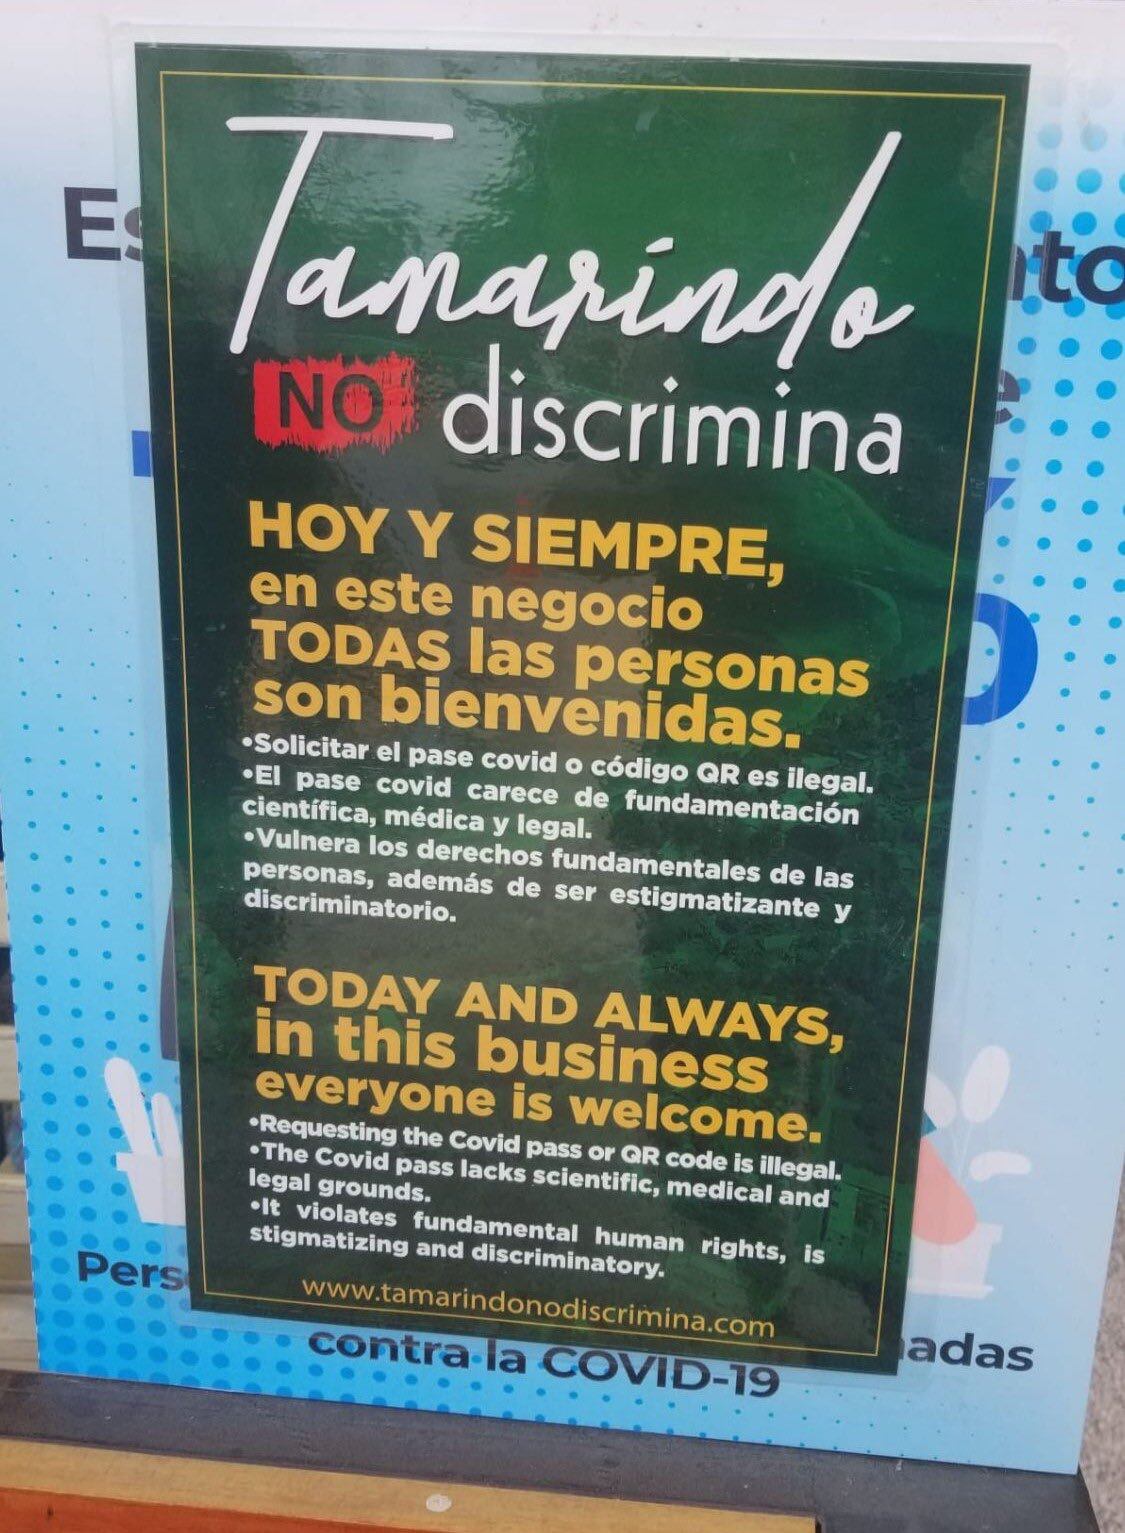 Tamarindo
NO discrimina
HOY Y SIEMPRE,
en este negocio
TODAS las personas
son bienvenidas.
•Solicitar el pase covid o código QR es ilegal.
•El pase covid carece de fundamentación
científica, médica y legal.
•Vulnera los derechos fundamentales de las
personas, además de ser estigmatizante y
discriminatorio.
TODAY AND ALWAYS,
in this business
everyone is welcome.
•Requesting the Covid pass or QR code is illegal.
•The Covid pass lacks scientific, medical and
legal grounds.
•It violates fundamental human rights, is
stigmatizing and discriminatory.
www.tamarindonodiscrimina.com
contra la COVID-19